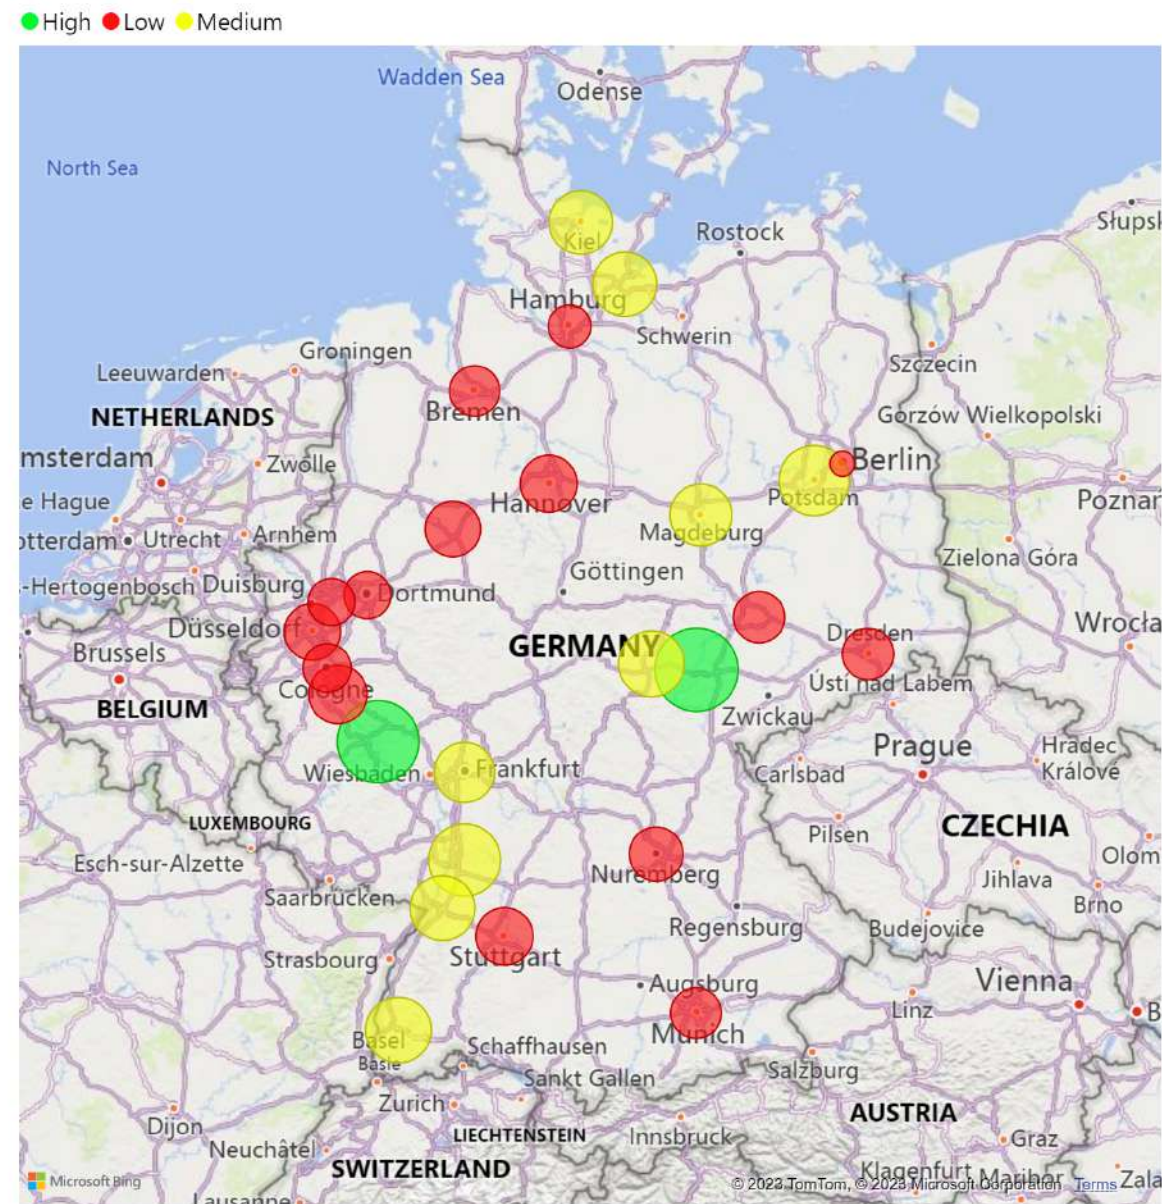 High Low Medium
Wadden Sea
Odense
North Sea
Słupsk
Rostock
Kiel
Hamburg
Schwerin
Groningen
Leeuwarden
Szczecin
NETHERLANDS
Bremen
Gorzów Wielkopolski
msterdam
Zwolle
Berlin
e Hague
Hannover
Potsdam
Poznań
otterdam
Utrecht
Arnhem
Magdeburg
Zielona Góra
-Hertogenbosch
Duisburg
Göttingen
Dortmund
Düsseldorf
Dresden
Wrocła
Brussels
GERMANY
Cologne
Ústí nad Labem
BELGIUM
Zwickau
Prague
Hradec
Králové
Wiesbaden
Frankfurt
Carlsbad
LUXEMBOURG
Pilsen
CZECHIA
Esch-sur-Alzette
Nuremberg
Olom
Jihlava
Saarbrücken
Brno
Regensburg
Budejovice
Strasbourg
Stuttgart
Augsburg
Vienna
Linz
B
Munich
Basel
Basle
Schaffhausen
Salzburg
Sankt Gallen
Zurich
Dijon
AUSTRIA
Neuchâtel
LIECHTENSTEIN
Innsbruck
Graz
SWITZERLAND
Klagenfurt
Maribor
Zala
Microsoft Bing
© 2023 TomTom, © 2023 Microsoft Corporation Terms
Lausanne